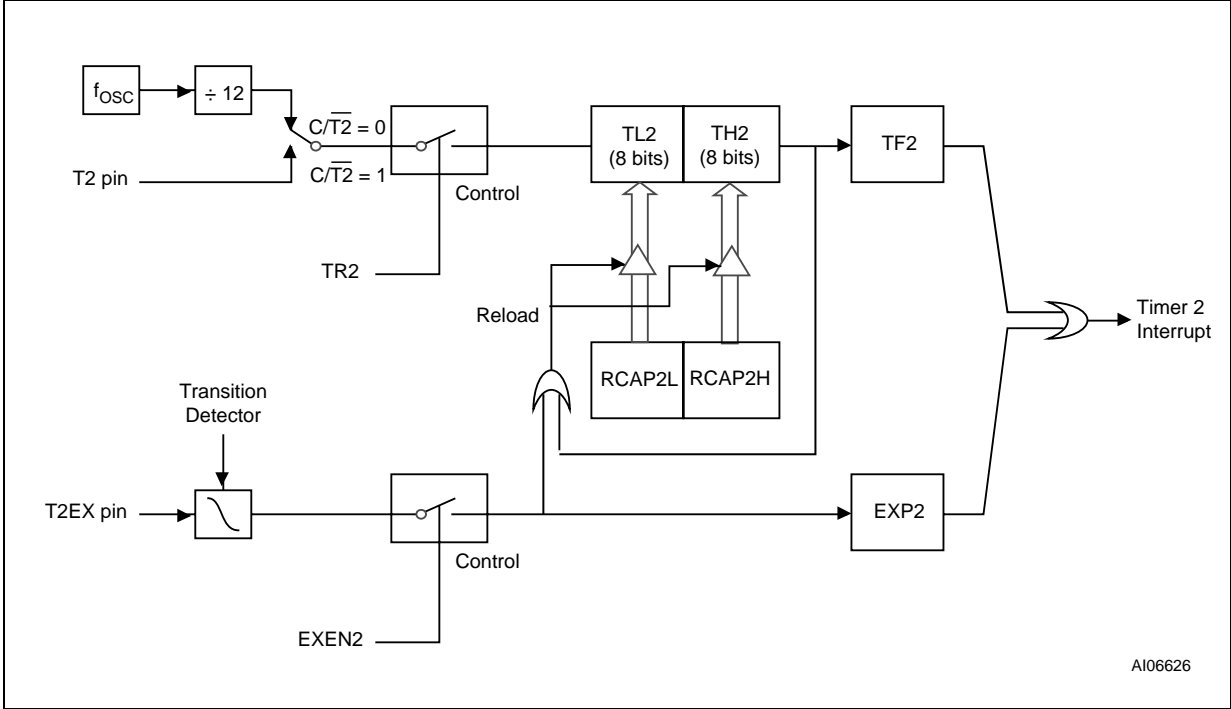 fOSC
÷ 12
C/T2 = 0
C/T2 = 1
T2 pin
Control
TR2
TL2
(8 bits)
TH2
(8 bits)
TF2
Reload
RCAP2L
RCAP2H
Timer 2
Interrupt
Transition
Detector
T2EX pin
Control
EXEN2
EXP2
AI06626